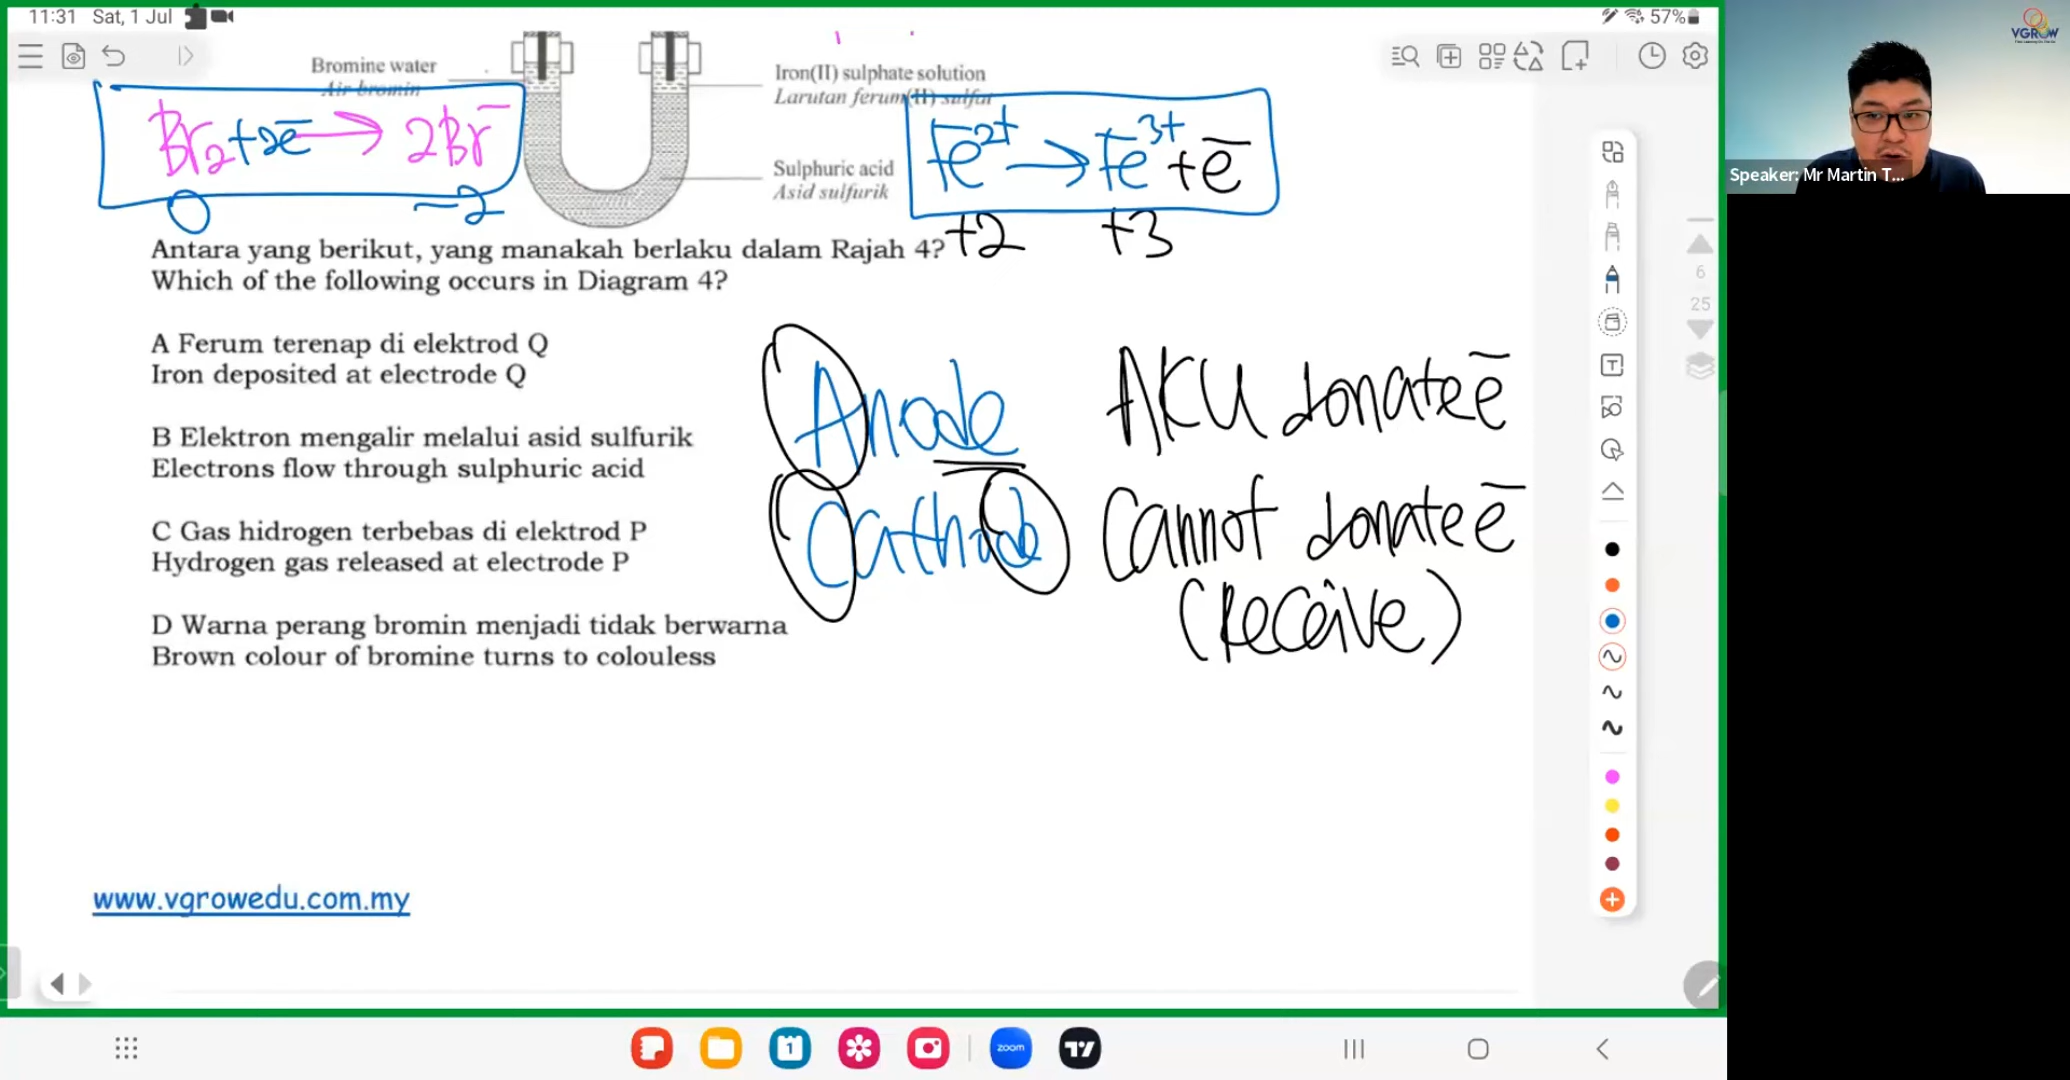 11:31 Sat, 1 Jul
57%
Bromine water
Air bromin
Iron(II) sulphate solution
Larutan ferum(II) sulfat
Br₂+2e⁻ → 2Br⁻
0 -2
Sulphuric acid
Asid sulfurik
Fe²⁺ → Fe³⁺+e⁻
+2 +3
Antara yang berikut, yang manakah berlaku dalam Rajah 4?
Which of the following occurs in Diagram 4?
A Ferum terenap di elektrod Q
Iron deposited at electrode Q
B Elektron mengalir melalui asid sulfurik
Electrons flow through sulphuric acid
C Gas hidrogen terbebas di elektrod P
Hydrogen gas released at electrode P
D Warna perang bromin menjadi tidak berwarna
Brown colour of bromine turns to colouless
Anode AKU donate e⁻
Cathod Cannot donate e⁻
(Receive)
www.vgrowedu.com.my
6
25
VGROW
Speaker: Mr Martin T...
1
zoom